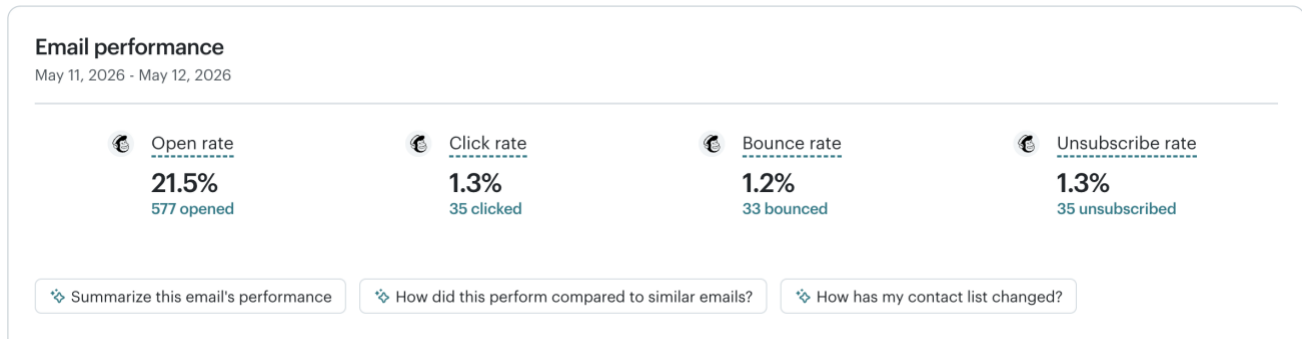 Email performance
May 11, 2026 - May 12, 2026
Open rate
21.5%
577 opened
Click rate
1.3%
35 clicked
Bounce rate
1.2%
33 bounced
Unsubscribe rate
1.3%
35 unsubscribed
Summarize this email's performance
How did this perform compared to similar emails?
How has my contact list changed?